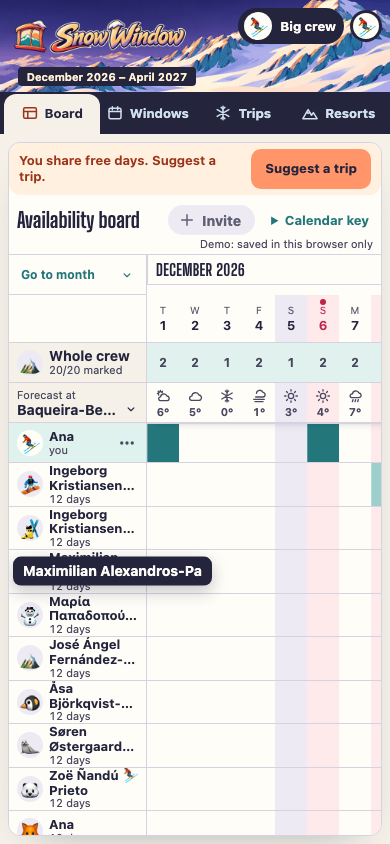 SnowWindow
Big crew
December 2026 – April 2027
Board
Windows
Trips
Resorts
You share free days. Suggest a trip.
Suggest a trip
Availability board
Invite
Calendar key
Demo: saved in this browser only
Go to month
DECEMBER 2026
T W T F S S M
1 2 3 4 5 6 7
Whole crew
20/20 marked
2 2 1 2 1 2 2
Forecast at
Baqueira-Be...
6° 5° 0° 1° 3° 4° 7°
Ana
you
Ingeborg
Kristiansen...
12 days
Ingeborg
Kristiansen...
12 days
Maximilian Alexandros-Pa
Μαρία
Παπαδοπού...
12 days
José Ángel
Fernández-...
12 days
Åsa
Björkqvist-...
12 days
Søren
Østergaard...
12 days
Zoë Ñandú
Prieto
12 days
Ana